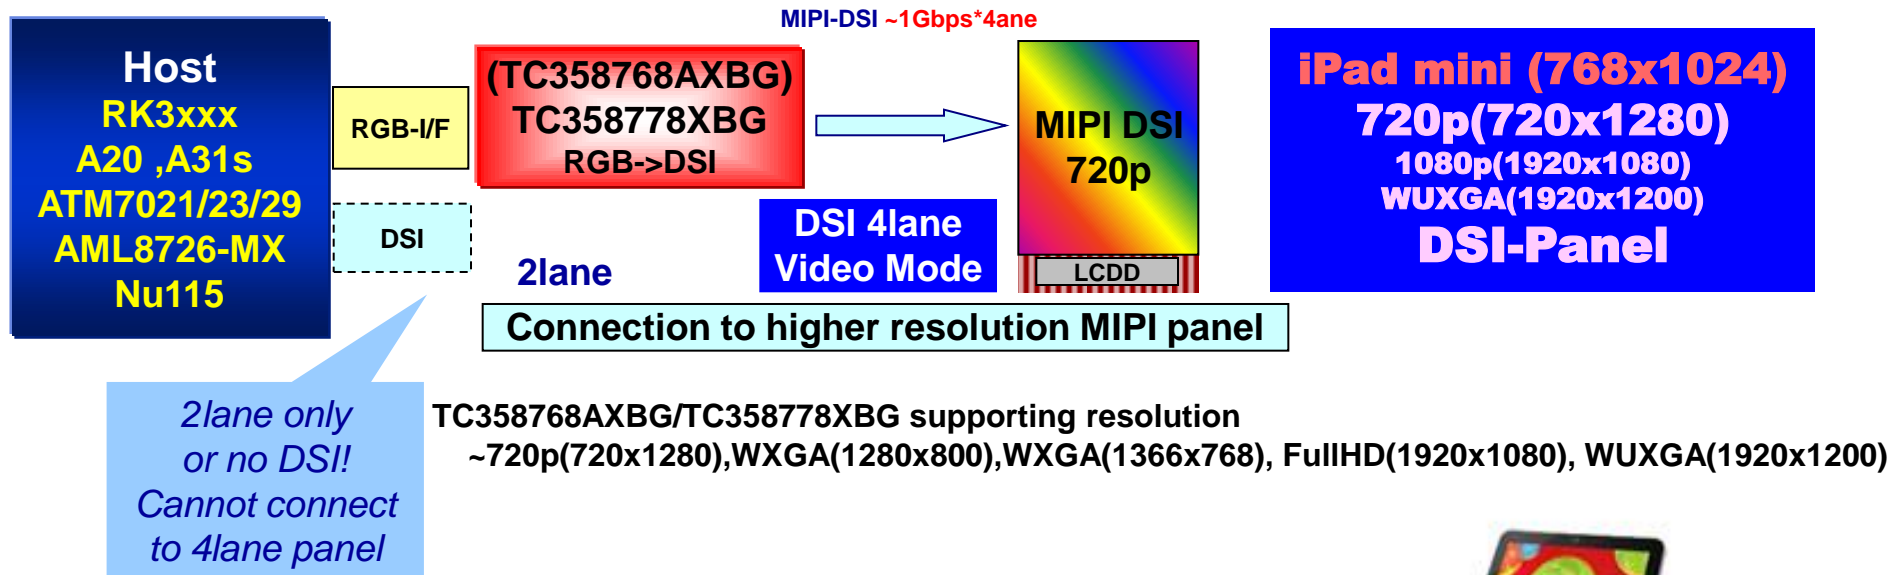 MIPI-DSI ~1Gbps*4ane
Host
RK3xxx
A20 ,A31s
ATM7021/23/29
AML8726-MX
Nu115
RGB-I/F
DSI
(TC358768AXBG)
TC358778XBG
RGB->DSI
2lane
DSI 4lane
Video Mode
MIPI DSI
720p
LCDD
iPad mini (768x1024)
720p(720x1280)
1080p(1920x1080)
WUXGA(1920x1200)
DSI-Panel
Connection to higher resolution MIPI panel
2lane only
or no DSI!
Cannot connect
to 4lane panel
TC358768AXBG/TC358778XBG supporting resolution
~720p(720x1280),WXGA(1280x800),WXGA(1366x768), FullHD(1920x1080), WUXGA(1920x1200)